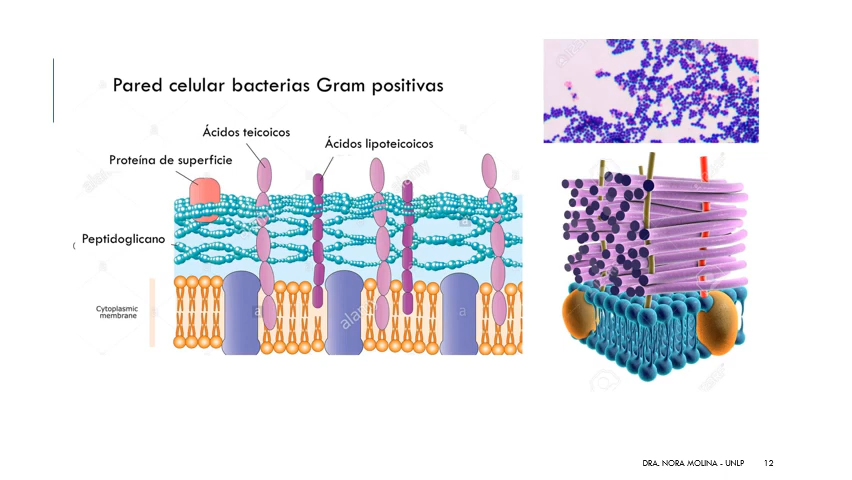 Pared celular bacterias Gram positivas
Ácidos teicoicos
Ácidos lipoteicoicos
Proteína de superficie
Peptidoglicano
Cytoplasmic
membrane
alamy
a
a
DRA. NORA MOLINA - UNLP 12